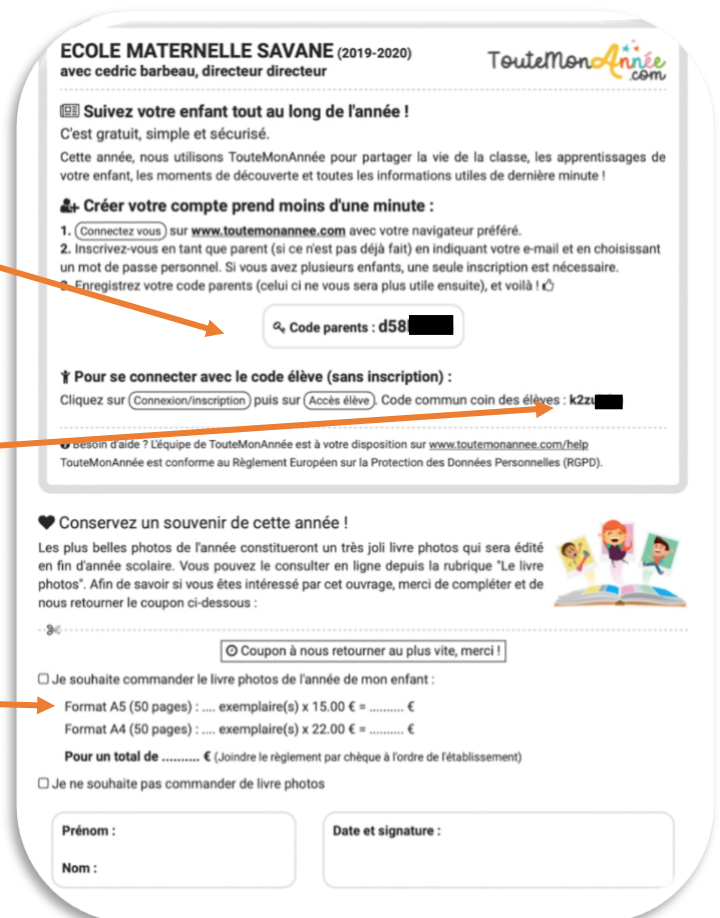 ECOLE MATERNELLE SAVANE (2019-2020)
avec cedric barbeau, directeur directeur
TouteMonAnnée
.com
Suivez votre enfant tout au long de l'année !
C'est gratuit, simple et sécurisé.
Cette année, nous utilisons TouteMonAnnée pour partager la vie de la classe, les apprentissages de
votre enfant, les moments de découverte et toutes les informations utiles de dernière minute !
Créer votre compte prend moins d'une minute :
1. Connectez vous sur www.toutemonannee.com avec votre navigateur préféré.
2. Inscrivez-vous en tant que parent (si ce n'est pas déjà fait) en indiquant votre e-mail et en choisissant
un mot de passe personnel. Si vous avez plusieurs enfants, une seule inscription est nécessaire.
Enregistrez votre code parents (celui ci ne vous sera plus utile ensuite), et voilà !
Code parents : d58
Pour se connecter avec le code élève (sans inscription) :
Cliquez sur Connexion/inscription puis sur Accès élève. Code commun coin des élèves : k2zu
Besoin d'aide ? L'équipe de TouteMonAnnée est à votre disposition sur www.toutemonannee.com/help
TouteMonAnnée est conforme au Règlement Européen sur la Protection des Données Personnelles (RGPD).
Conservez un souvenir de cette année !
Les plus belles photos de l'année constitueront un très joli livre photos qui sera édité
en fin d'année scolaire. Vous pouvez le consulter en ligne depuis la rubrique "Le livre
photos". Afin de savoir si vous êtes intéressé par cet ouvrage, merci de compléter et de
nous retourner le coupon ci-dessous :
Coupon à nous retourner au plus vite, merci !
Je souhaite commander le livre photos de l'année de mon enfant :
Format A5 (50 pages) : .... exemplaire(s) x 15.00 € = .......... €
Format A4 (50 pages) : .... exemplaire(s) x 22.00 € = .......... €
Pour un total de .......... € (Joindre le règlement par chèque à l'ordre de l'établissement)
Je ne souhaite pas commander de livre photos
Prénom :
Date et signature :
Nom :